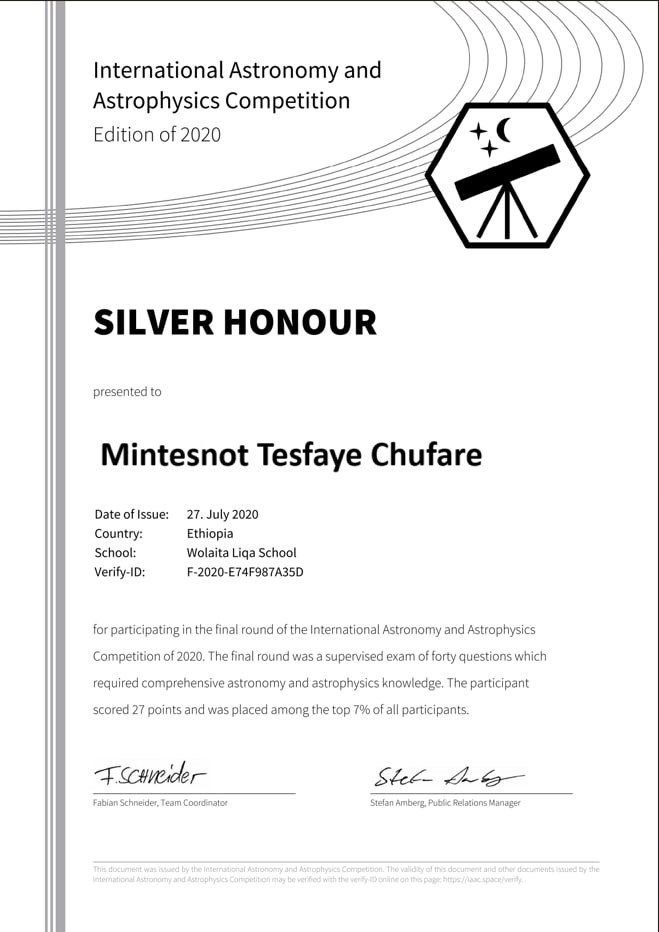 International Astronomy and
Astrophysics Competition
Edition of 2020
SILVER HONOUR
presented to
Mintesnot Tesfaye Chufare
Date of Issue: 27. July 2020
Country: Ethiopia
School: Wolaita Liqa School
Verify-ID: F-2020-E74F987A35D
for participating in the final round of the International Astronomy and Astrophysics
Competition of 2020. The final round was a supervised exam of forty questions which
required comprehensive astronomy and astrophysics knowledge. The participant
scored 27 points and was placed among the top 7% of all participants.
F. SCHNeider
Stefan Amberg
Fabian Schneider, Team Coordinator
Stefan Amberg, Public Relations Manager
This document was issued by the International Astronomy and Astrophysics Competition. The validity of this document and other documents issued by the
International Astronomy and Astrophysics Competition may be verified with the verify-ID online on this page: https://iaac.space/verify.